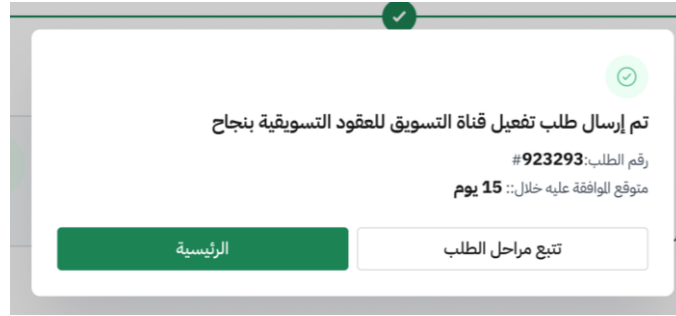 تم إرسال طلب تفعيل قناة التسويق للعقود التسويقية بنجاح
رقم الطلب:923293#
متوقع الموافقة عليه خلال:: 15 يوم
تتبع مراحل الطلب
الرئيسية